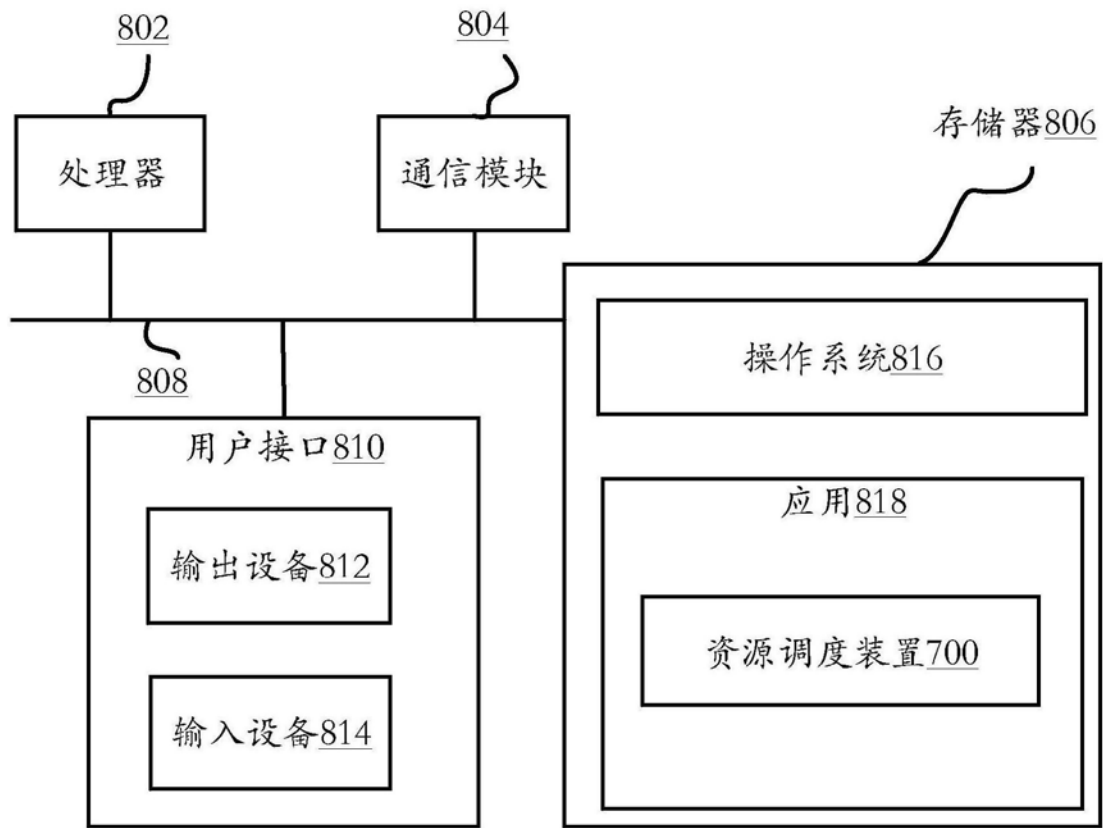 802
804
存储器806
处理器
通信模块
操作系统816
808
用户接口810
应用818
输出设备812
资源调度装置700
输入设备814